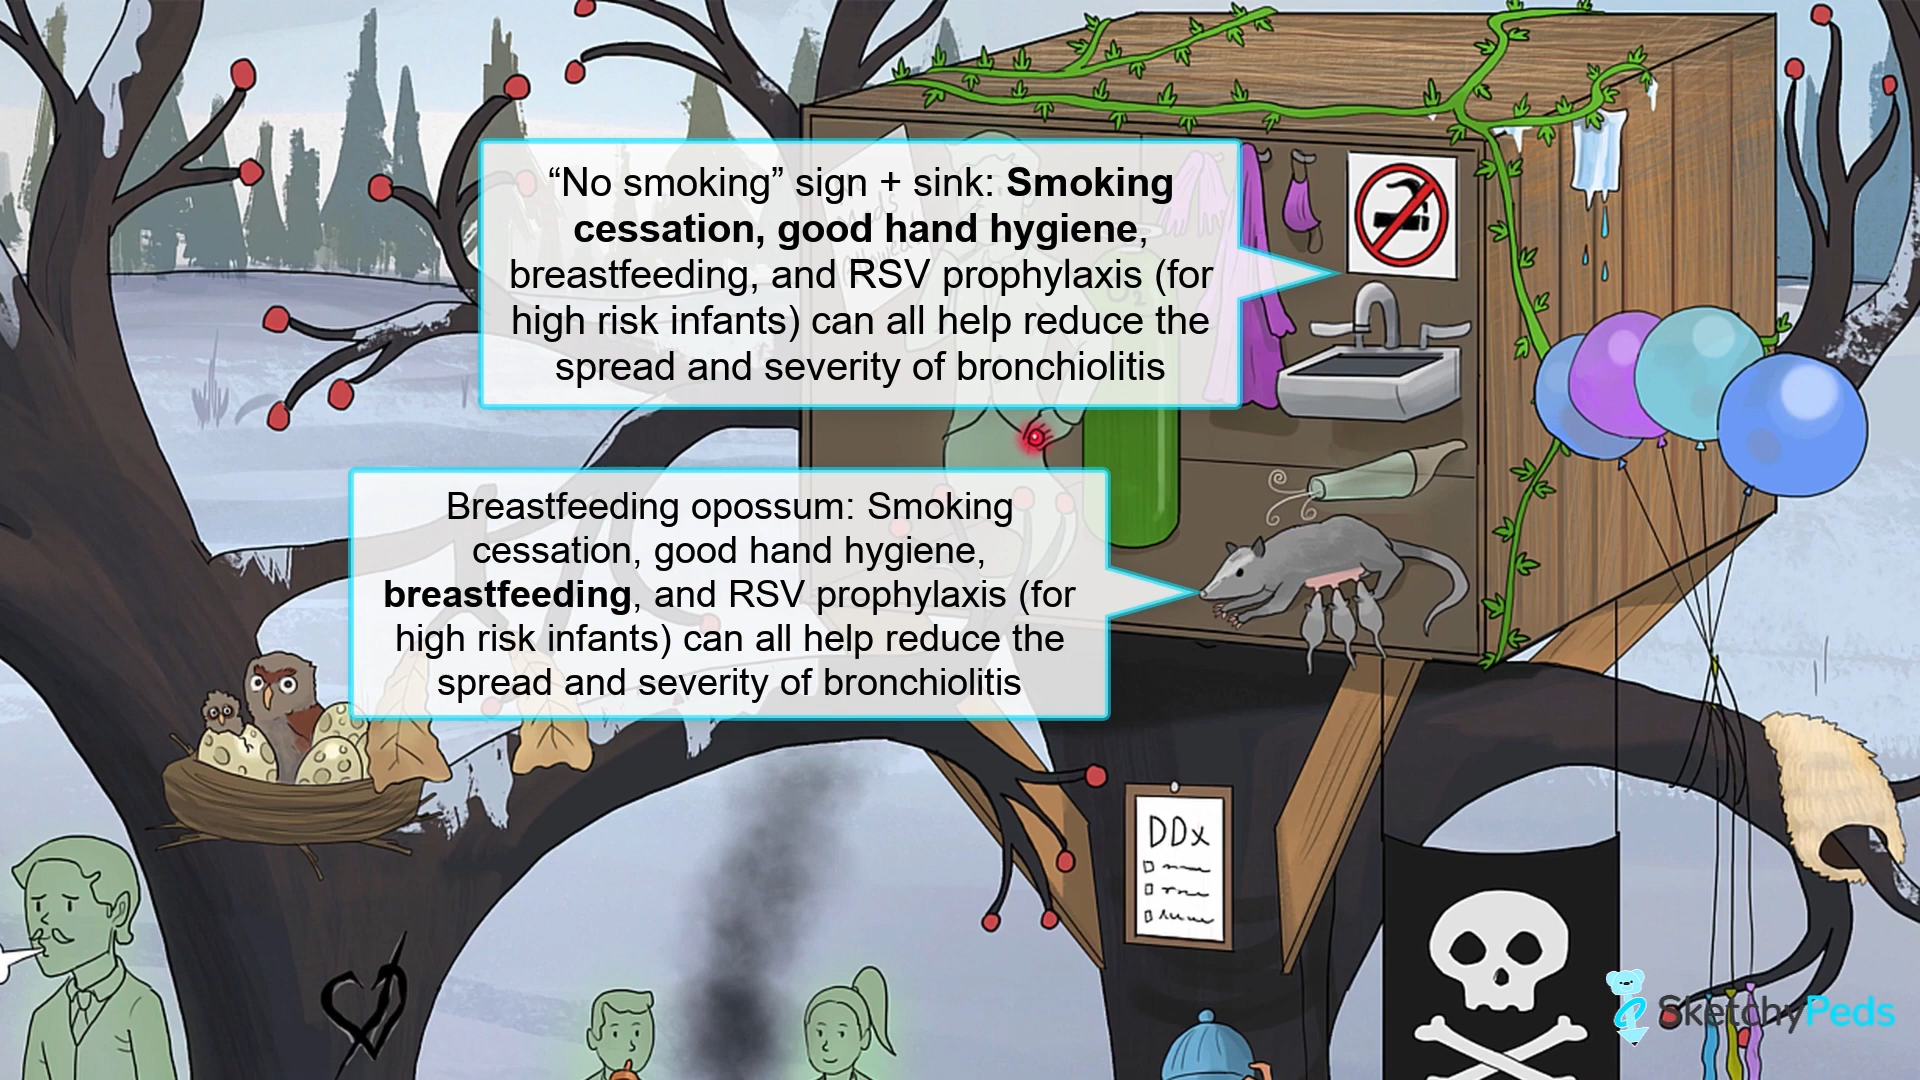 “No smoking” sign + sink: Smoking
cessation, good hand hygiene,
breastfeeding, and RSV prophylaxis (for
high risk infants) can all help reduce the
spread and severity of bronchiolitis
Breastfeeding opossum: Smoking
cessation, good hand hygiene,
breastfeeding, and RSV prophylaxis (for
high risk infants) can all help reduce the
spread and severity of bronchiolitis
DDx
SketchyPeds